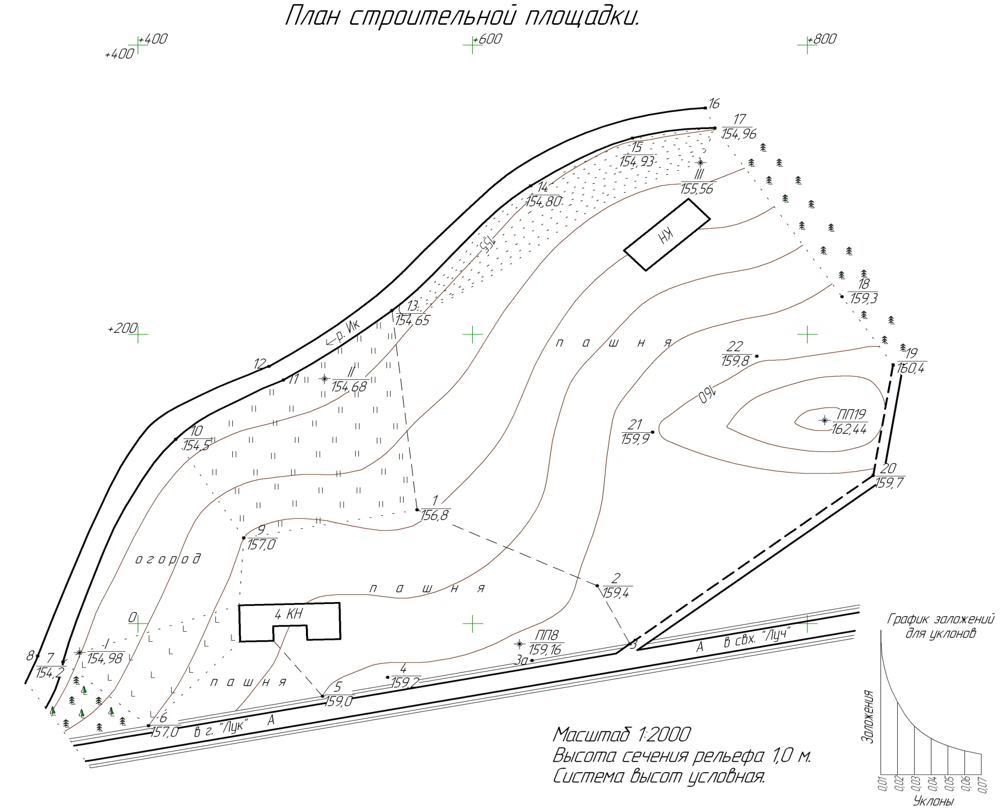 План строительной площадки.
+400
+600
+800
+400
16
17
154,96
15
154,93
III
155,56
14
154,80
КН
155
18
159,3
13
154,65
р. Ик
+200
пашня
22
159,8
19
160,4
12
11
II
154,68
160
ПП19
162,44
10
154,5
21
159,9
20
159,7
1
156,8
9
157,0
огород
2
159,4
пашня
4 КН
0
ПП8
159,16
3
3а
А
в свх. "Луч"
График заложений
для уклонов
I
154,98
8
7
154,2
4
159,2
пашня
5
159,0
6
157,0
в г. "Лук"
А
Заложения
Масштаб 1:2000
Высота сечения рельефа 1,0 м.
Система высот условная.
0,01
0,02
0,03
0,04
0,05
0,06
0,07
Уклоны